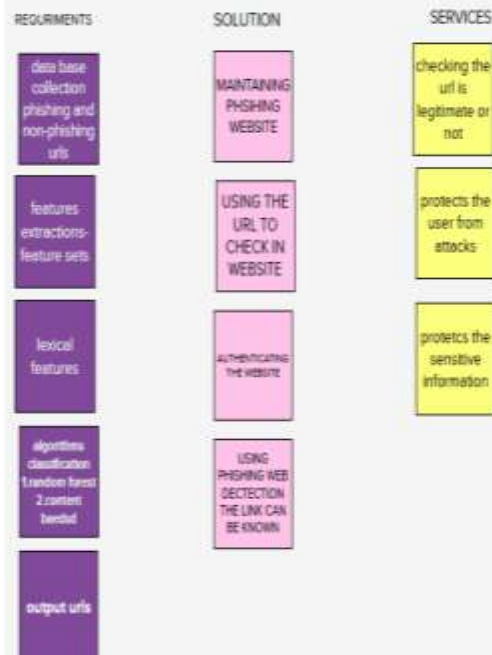 REQURIMENTS
data base
collection
phishing and
non-phishing
urls
features
extractions-
feature sets
lexical
features
algorithms
classification
1.random forest
2.content
output urls
SOLUTION
MAINTAINING
PHSIHING
WEBSITE
USING THE
URL TO
CHECK IN
WEBSITE
AUTHENTICATING
THE WEBSITE
USING
PHISHING WEB
DECTECTION
THE LINK CAN
BE KNOWN
SERVICES
checking the
url is
legitimate or
not
protects the
user from
attacks
protetcs the
sensitive
information